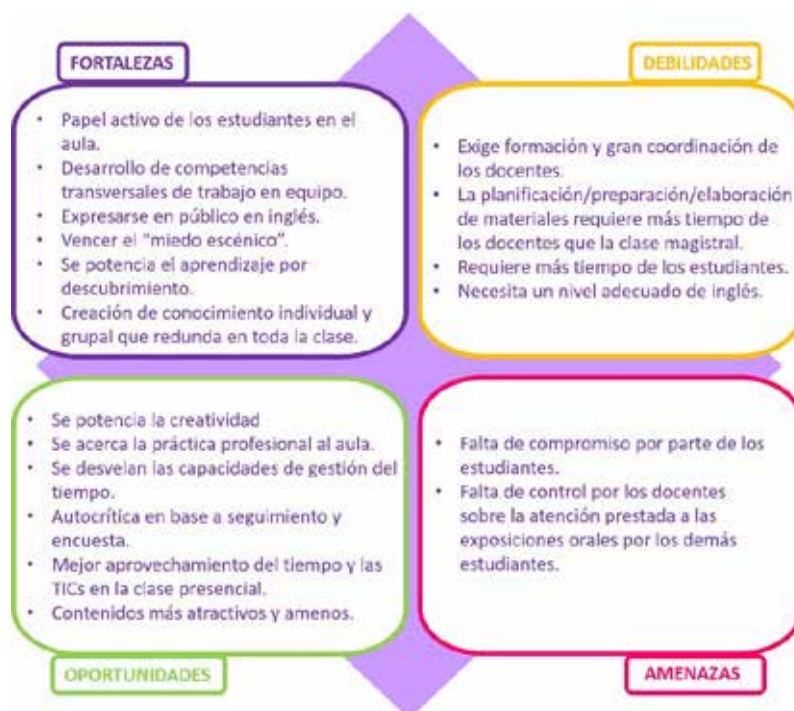 FORTALEZAS
• Papel activo de los estudiantes en el
aula.
• Desarrollo de competencias
transversales de trabajo en equipo.
• Expresarse en público en inglés.
• Vencer el "miedo escénico".
• Se potencia el aprendizaje por
descubrimiento.
• Creación de conocimiento individual y
grupal que redunda en toda la clase.
DEBILIDADES
• Exige formación y gran coordinación de
los docentes.
• La planificación/preparación/elaboración
de materiales requiere más tiempo de
los docentes que la clase magistral.
• Requiere más tiempo de los estudiantes.
• Necesita un nivel adecuado de inglés.
• Se potencia la creatividad
• Se acerca la práctica profesional al aula.
• Se desvelan las capacidades de gestión del
tiempo.
• Autocrítica en base a seguimiento y
encuesta.
• Mejor aprovechamiento del tiempo y las
TICs en la clase presencial.
• Contenidos más atractivos y amenos.
OPORTUNIDADES
• Falta de compromiso por parte de los
estudiantes.
• Falta de control por los docentes
sobre la atención prestada a las
exposiciones orales por los demás
estudiantes.
AMENAZAS